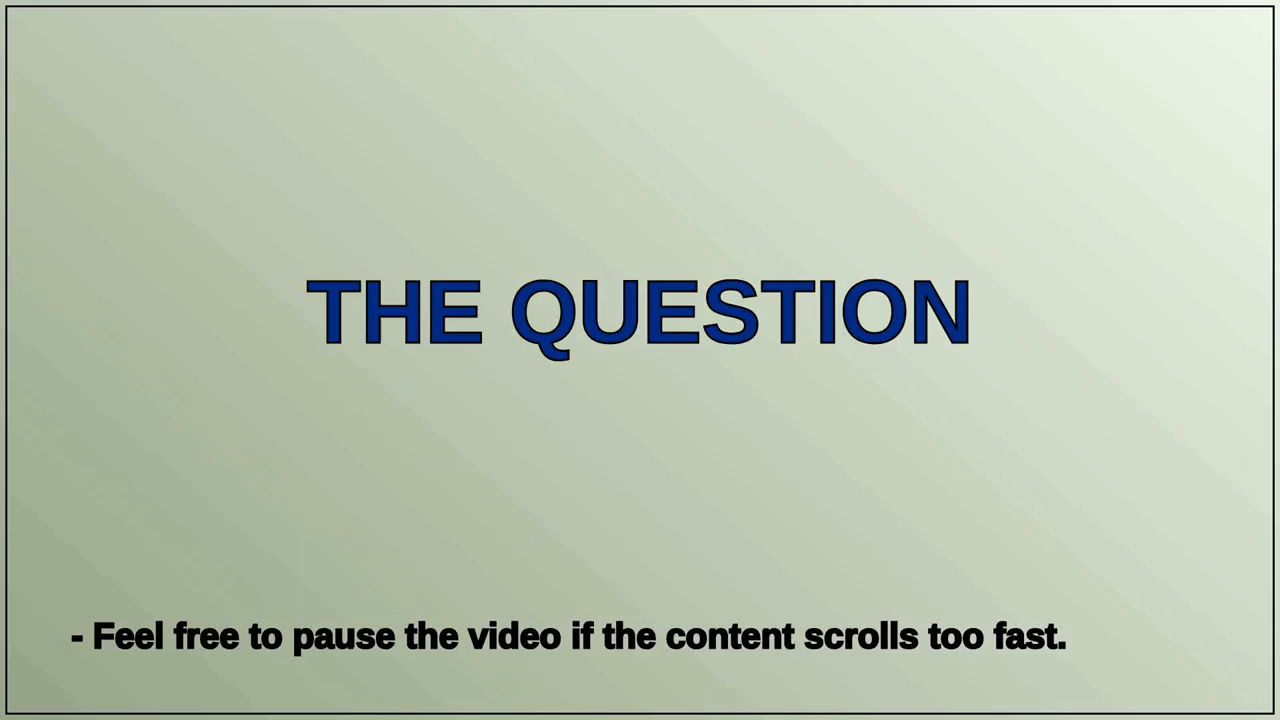 THE QUESTION
- Feel free to pause the video if the content scrolls too fast.